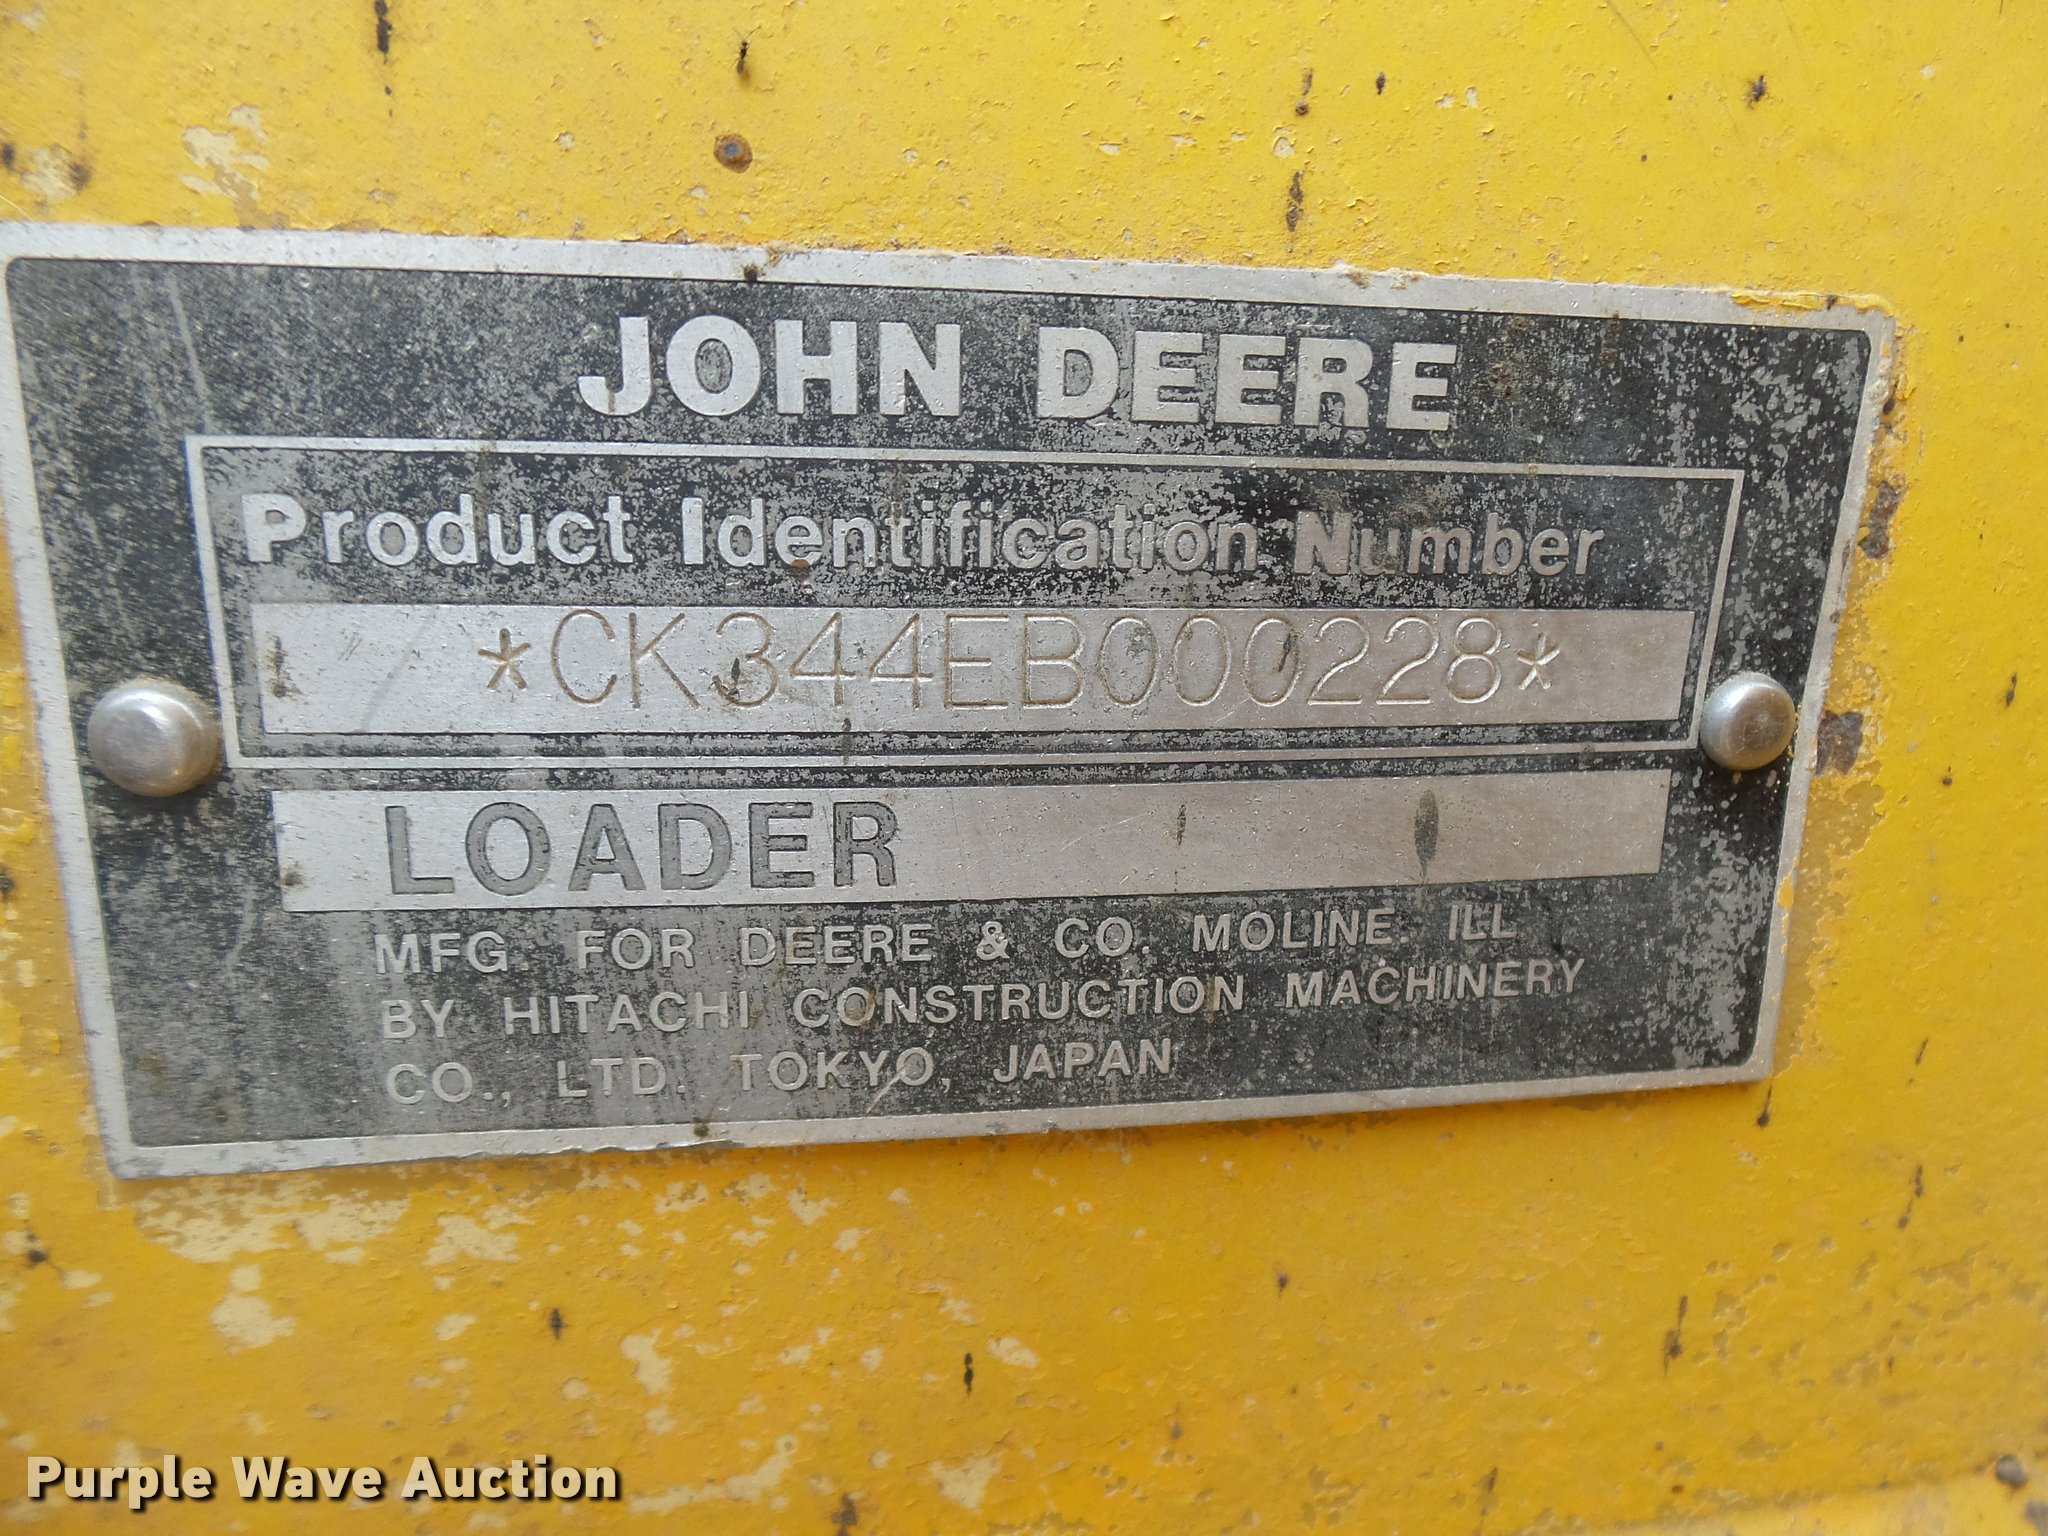 JOHN DEERE
Product Identification Number
*CK344EB000228*
LOADER
MFG. FOR DEERE & CO. MOLINE. ILL
BY HITACHI CONSTRUCTION MACHINERY
CO., LTD. TOKYO, JAPAN
Purple Wave Auction